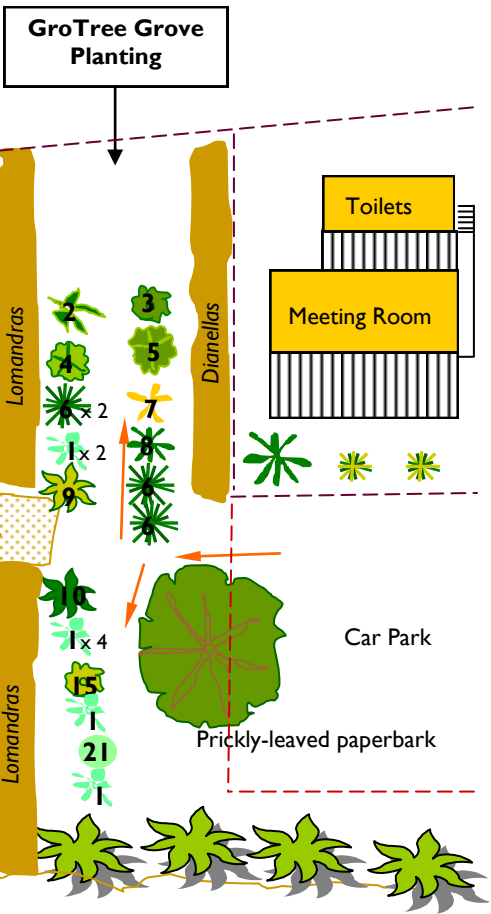 GroTree Grove
Planting
Toilets
Meeting Room
Lomandras
Dianellas
2
3
4
5
6 x 2
7
1 x 2
8
9
6
6
10
1 x 4
Car Park
15
1
Prickly-leaved paperbark
21
1
Lomandras